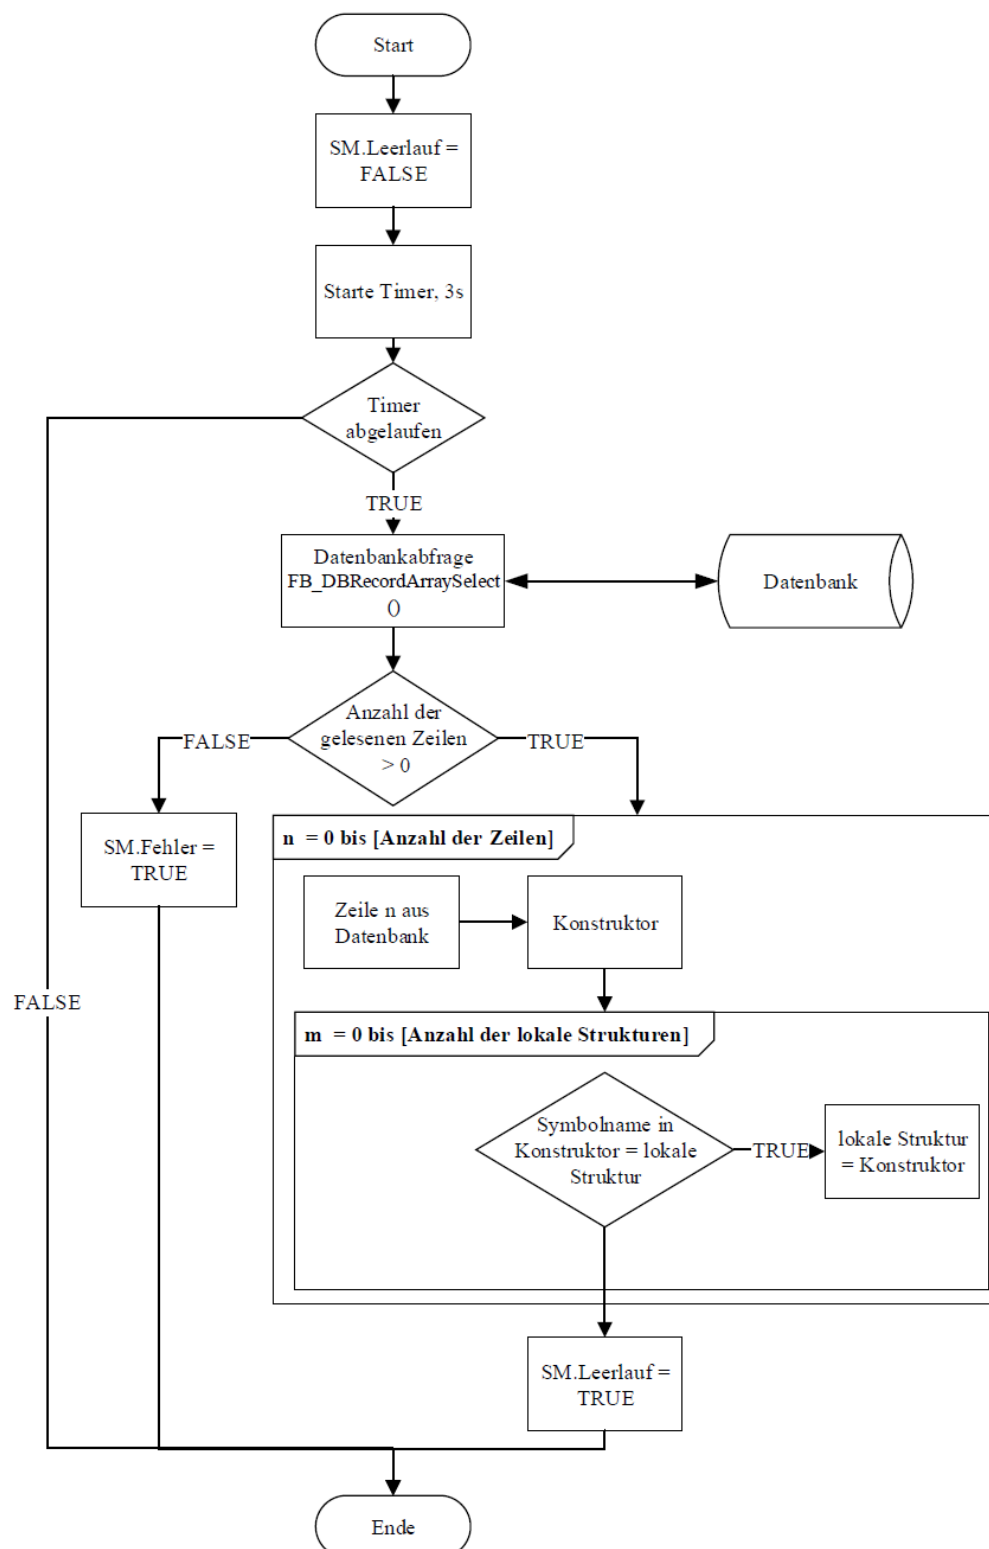 Start
SM.Leerlauf =
FALSE
Starte Timer, 3s
Timer
abgelaufen
TRUE
Datenbankabfrage
FB_DBRecordArraySelect
()
Datenbank
Anzahl der
gelesenen Zeilen
> 0
FALSE
TRUE
SM.Fehler =
TRUE
n = 0 bis [Anzahl der Zeilen]
Zeile n aus
Datenbank
Konstruktor
FALSE
m = 0 bis [Anzahl der lokale Strukturen]
Symbolname in
Konstruktor = lokale
Struktur
TRUE
lokale Struktur
= Konstruktor
SM.Leerlauf =
TRUE
Ende